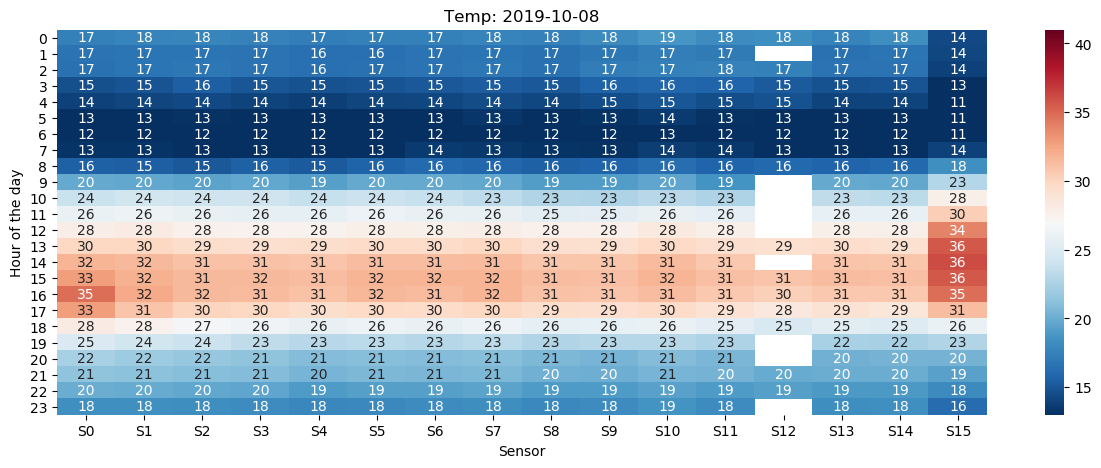 Temp: 2019-10-08
0 17 18 18 18 17 17 17 18 18 18 19 18 18 18 18 14
1 17 17 17 17 16 16 17 17 17 17 17 17 17 17 14
2 17 17 17 17 16 17 17 17 17 17 17 18 17 17 17 14
3 15 15 16 15 15 15 15 15 15 16 16 16 15 15 15 13
4 14 14 14 14 14 14 14 14 14 15 15 15 15 14 14 11
5 13 13 13 13 13 13 13 13 13 13 14 13 13 13 13 11
6 12 12 12 12 12 12 12 12 12 12 13 12 12 12 12 11
7 13 13 13 13 13 13 14 13 13 13 14 14 13 13 13 14
8 16 15 15 16 15 16 16 16 16 16 16 16 16 16 16 18
9 20 20 20 20 19 20 20 20 19 19 20 19 20 20 23
10 24 24 24 24 24 24 24 23 23 23 23 23 23 23 28
11 26 26 26 26 26 26 26 26 25 25 26 26 26 26 30
12 28 28 28 28 28 28 28 28 28 28 28 28 28 28 34
13 30 30 29 29 29 30 30 30 29 29 30 29 29 30 29 36
14 32 32 31 31 31 31 31 31 31 31 31 31 31 31 36
15 33 32 31 32 31 32 32 32 31 31 32 31 31 31 31 36
16 35 32 32 31 31 32 31 32 31 31 31 31 30 31 31 35
17 33 31 30 30 30 30 30 30 29 29 30 29 28 29 29 31
18 28 28 27 26 26 26 26 26 26 26 26 25 25 25 25 26
19 25 24 24 23 23 23 23 23 23 23 23 23 22 22 23
20 22 22 22 21 21 21 21 21 21 21 21 21 20 20 20
21 21 21 21 21 20 21 21 21 20 20 21 20 20 20 20 19
22 20 20 20 20 19 19 19 19 19 19 19 19 19 19 19 18
23 18 18 18 18 18 18 18 18 18 18 19 18 18 18 16
S0 S1 S2 S3 S4 S5 S6 S7 S8 S9 S10 S11 S12 S13 S14 S15
Sensor
Hour of the day
40
35
30
25
20
15